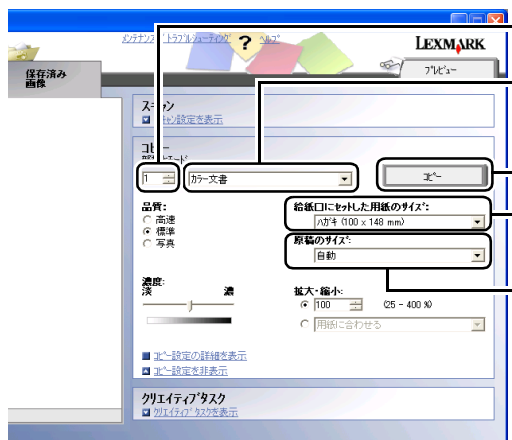 メンテナンス/トラブルシューティング ? ヘルプ
LEXMARK
プレビュー
保存済み
画像
スキャン
スキャン設定を表示
コピー
1 カラー文書
コピー
品質:
高速
標準
写真
給紙口にセットした用紙のサイズ:
ハガキ (100 x 148 mm)
原稿のサイズ:
自動
濃度:
淡 濃
拡大・縮小:
100 (25 - 400 %)
用紙に合わせる
コピー設定の詳細を表示
コピー設定を非表示
クリエイティブタスク
クリエイティブ タスクを表示